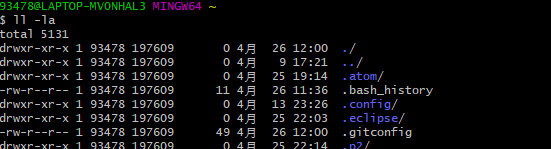 93478@LAPTOP-MVONHAL3 MINGW64 ~
$ ll -la
total 5131
drwxr-xr-x 1 93478 197609     0 4月  26 12:00 ./
drwxr-xr-x 1 93478 197609     0 4月   9 17:21 ../
drwxr-xr-x 1 93478 197609     0 4月  25 19:14 .atom/
-rw-r--r-- 1 93478 197609    11 4月  26 11:36 .bash_history
drwxr-xr-x 1 93478 197609     0 4月  13 23:26 .config/
drwxr-xr-x 1 93478 197609     0 4月  25 22:03 .eclipse/
-rw-r--r-- 1 93478 197609    49 4月  26 12:00 .gitconfig
drwxr-xr-x 1 93478 197609     0 4月  25 22:14 .p2/